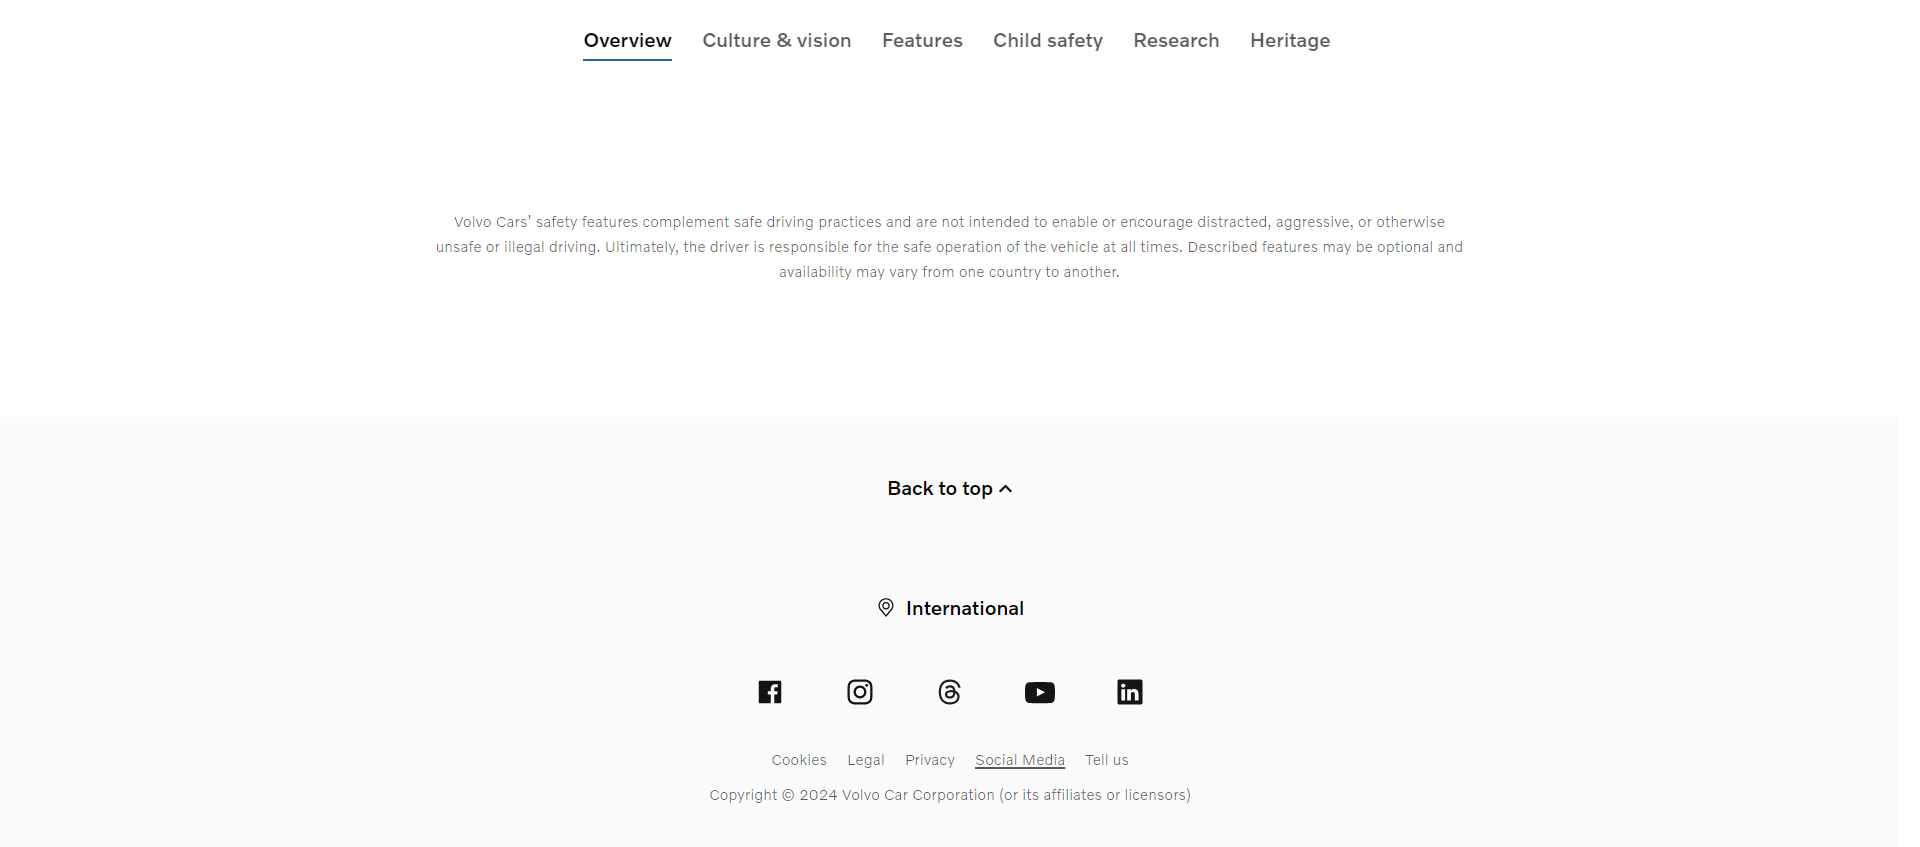 Overview Culture & vision Features Child safety Research Heritage
Volvo Cars' safety features complement safe driving practices and are not intended to enable or encourage distracted, aggressive, or otherwise
unsafe or illegal driving. Ultimately, the driver is responsible for the safe operation of the vehicle at all times. Described features may be optional and
availability may vary from one country to another.
Back to top
International
Cookies Legal Privacy Social Media Tell us
Copyright © 2024 Volvo Car Corporation (or its affiliates or licensors)